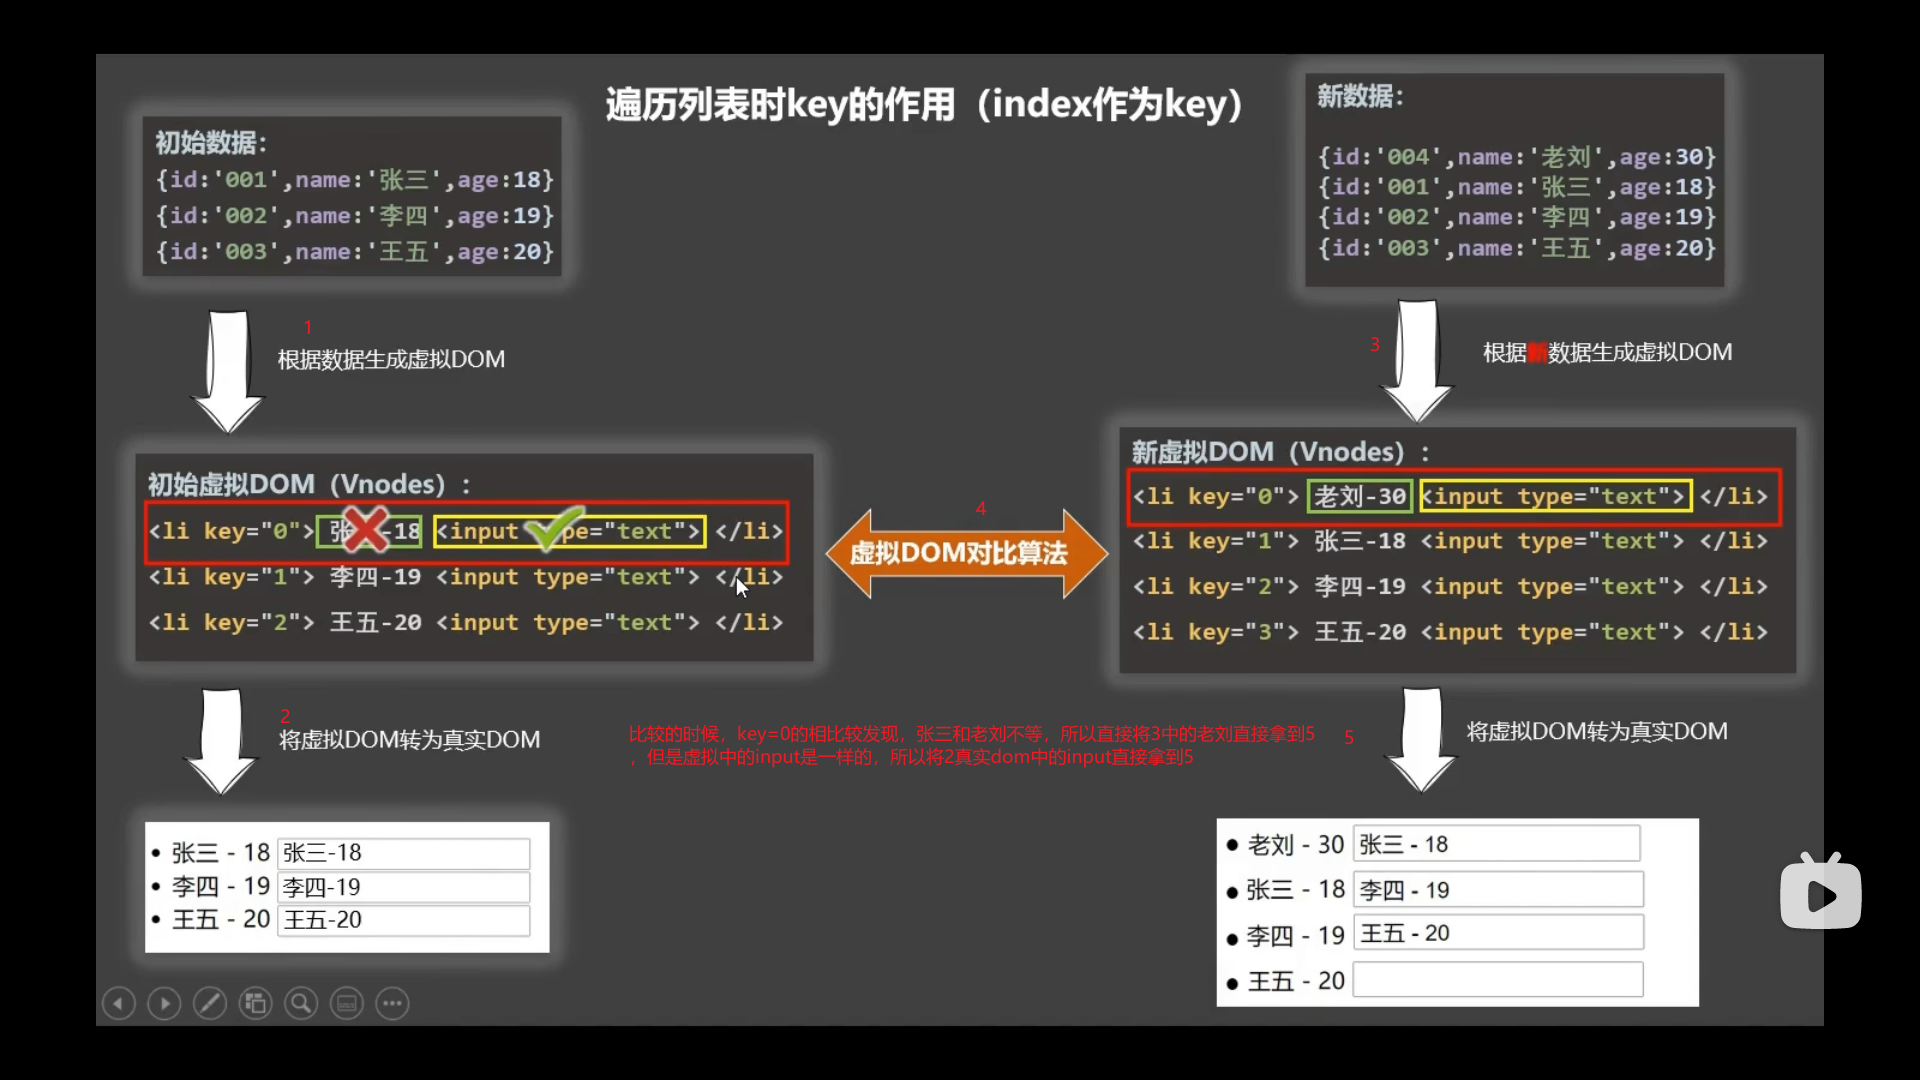 遍历列表时key的作用（index作为key）
初始数据：
{id:'001',name:'张三',age:18}
{id:'002',name:'李四',age:19}
{id:'003',name:'王五',age:20}
新数据：
{id:'004',name:'老刘',age:30}
{id:'001',name:'张三',age:18}
{id:'002',name:'李四',age:19}
{id:'003',name:'王五',age:20}
1
根据数据生成虚拟DOM
3
根据新数据生成虚拟DOM
初始虚拟DOM（Vnodes）：
<li key="0"> 张 -18 <input type="text"> </li>
<li key="1"> 李四-19 <input type="text"> </li>
<li key="2"> 王五-20 <input type="text"> </li>
4
虚拟DOM对比算法
新虚拟DOM（Vnodes）：
<li key="0"> 老刘-30 <input type="text"> </li>
<li key="1"> 张三-18 <input type="text"> </li>
<li key="2"> 李四-19 <input type="text"> </li>
<li key="3"> 王五-20 <input type="text"> </li>
2
将虚拟DOM转为真实DOM
比较的时候，key=0的相比较发现，张三和老刘不等，所以直接将3中的老刘直接拿到5
，但是虚拟中的input是一样的，所以将2真实dom中的input直接拿到5
5
将虚拟DOM转为真实DOM
张三 - 18 张三-18
李四 - 19 李四-19
王五 - 20 王五-20
老刘 - 30 张三 - 18
张三 - 18 李四 - 19
李四 - 19 王五 - 20
王五 - 20